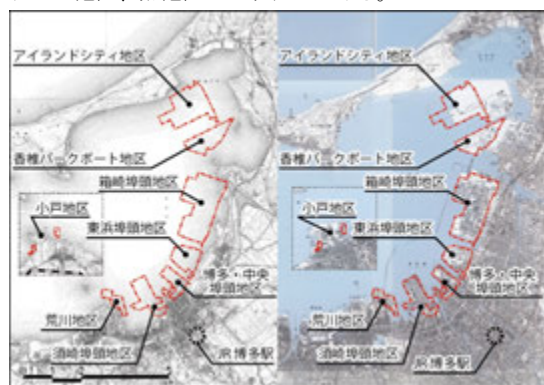 アイランドシティ地区
香椎パークポート地区
箱崎埠頭地区
小戸地区
東浜埠頭地区
博多・中央
埠頭地区
荒川地区
須崎埠頭地区
JR博多駅
アイランドシティ地区
香椎パークポート地区
箱崎埠頭地区
小戸地区
東浜埠頭地区
博多・中央
埠頭地区
荒川地区
須崎埠頭地区
JR博多駅